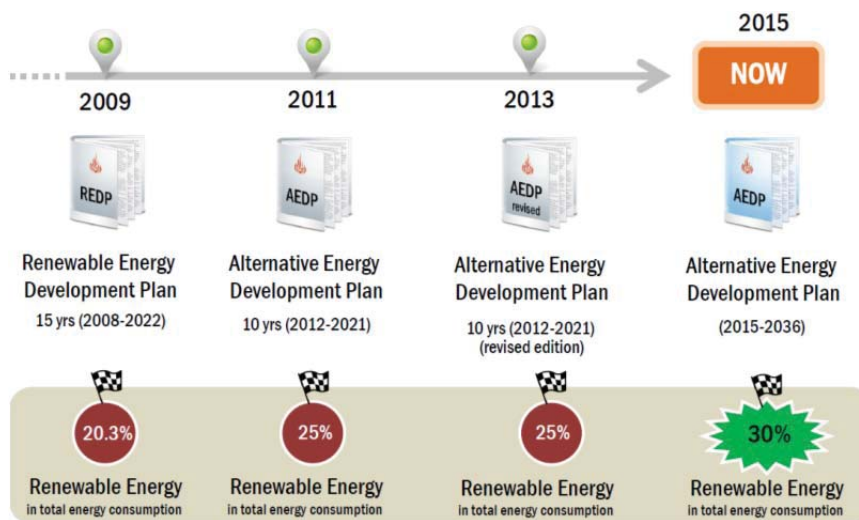 2015
NOW
2009
2011
2013
REDP
AEDP
AEDP
revised
AEDP
Renewable Energy
Development Plan
15 yrs (2008-2022)
Alternative Energy
Development Plan
10 yrs (2012-2021)
Alternative Energy
Development Plan
10 yrs (2012-2021)
(revised edition)
Alternative Energy
Development Plan
(2015-2036)
20.3%
25%
25%
30%
Renewable Energy
in total energy consumption
Renewable Energy
in total energy consumption
Renewable Energy
in total energy consumption
Renewable Energy
in total energy consumption